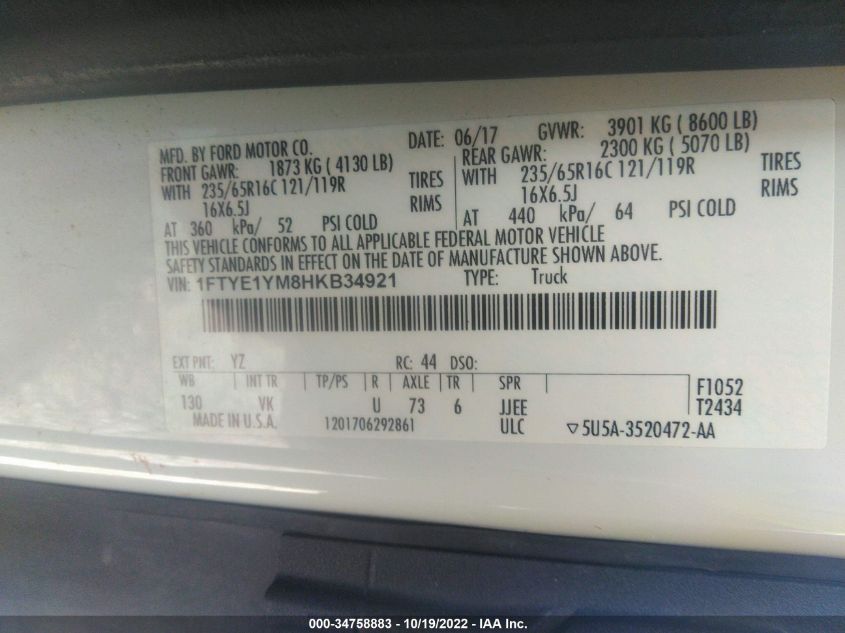 MFD. BY FORD MOTOR CO. DATE: 06/17 GVWR: 3901 KG ( 8600 LB)
FRONT GAWR: 1873 KG ( 4130 LB) REAR GAWR: 2300 KG ( 5070 LB)
WITH 235/65R16C 121/119R TIRES WITH 235/65R16C 121/119R TIRES
16X6.5J RIMS 16X6.5J RIMS
AT 360 kPa/ 52 PSI COLD AT 440 kPa/ 64 PSI COLD
THIS VEHICLE CONFORMS TO ALL APPLICABLE FEDERAL MOTOR VEHICLE
SAFETY STANDARDS IN EFFECT ON THE DATE OF MANUFACTURE SHOWN ABOVE.
VIN: 1FTYE1YM8HKB34921 TYPE: Truck
EXT PNT: YZ RC: 44 DSO:
WB INT TR TP/PS R AXLE TR SPR F1052
130 VK U 73 6 JJEE T2434
MADE IN U.S.A. 1201706292861 ULC ▽5U5A-3520472-AA
000-34758883 - 10/19/2022 - IAA Inc.